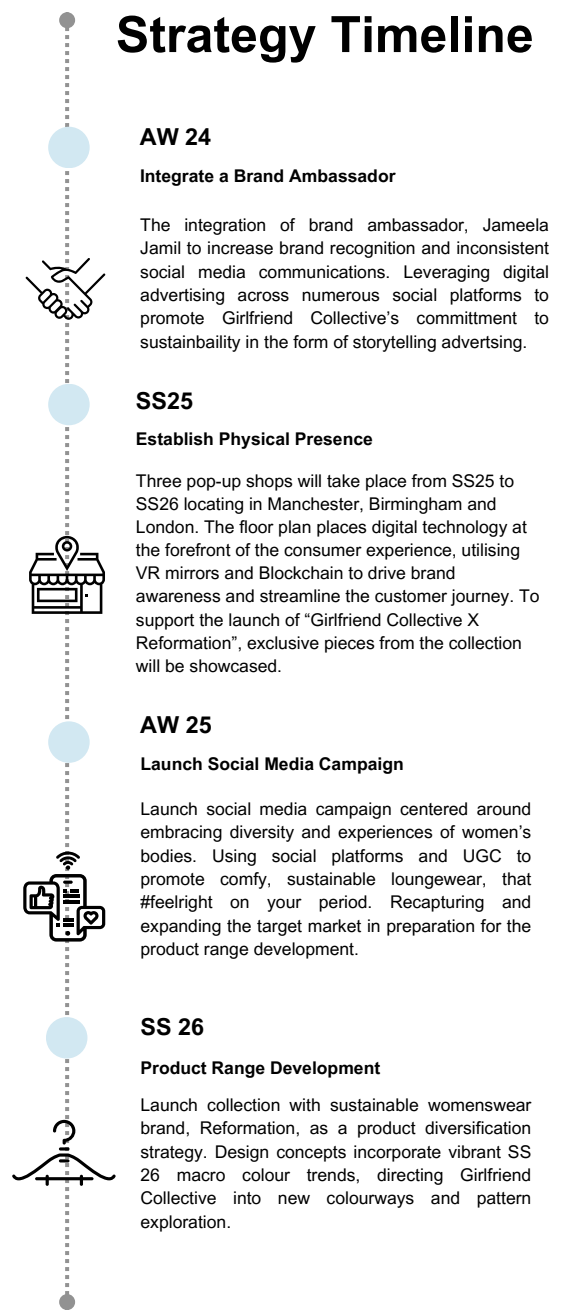 Strategy Timeline
AW 24
Integrate a Brand Ambassador
The integration of brand ambassador, Jameela
Jamil to increase brand recognition and inconsistent
social media communications. Leveraging digital
advertising across numerous social platforms to
promote Girlfriend Collective’s committment to
sustainbaility in the form of storytelling advertsing.
SS25
Establish Physical Presence
Three pop-up shops will take place from SS25 to
SS26 locating in Manchester, Birmingham and
London. The floor plan places digital technology at
the forefront of the consumer experience, utilising
VR mirrors and Blockchain to drive brand
awareness and streamline the customer journey. To
support the launch of “Girlfriend Collective X
Reformation”, exclusive pieces from the collection
will be showcased.
AW 25
Launch Social Media Campaign
Launch social media campaign centered around
embracing diversity and experiences of women’s
bodies. Using social platforms and UGC to
promote comfy, sustainable loungewear, that
#feelright on your period. Recapturing and
expanding the target market in preparation for the
product range development.
SS 26
Product Range Development
Launch collection with sustainable womenswear
brand, Reformation, as a product diversification
strategy. Design concepts incorporate vibrant SS
26 macro colour trends, directing Girlfriend
Collective into new colourways and pattern
exploration.